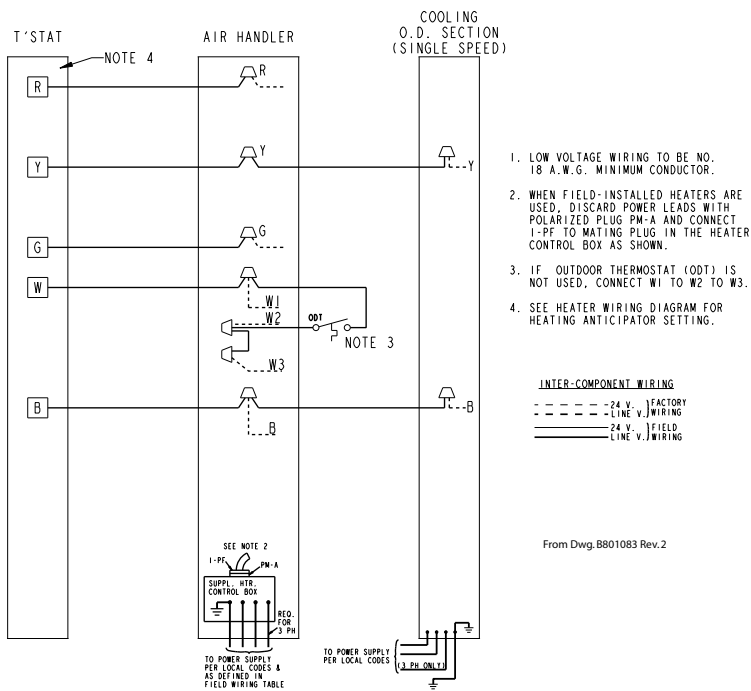 COOLING
O.D. SECTION
(SINGLE SPEED)
T'STAT
AIR HANDLER
NOTE 4
R
R
Y
Y
Y
G
G
W
W1
W2
ODT
NOTE 3
W3
B
B
B
1. LOW VOLTAGE WIRING TO BE NO.
18 A.W.G. MINIMUM CONDUCTOR.
2. WHEN FIELD-INSTALLED HEATERS ARE
USED, DISCARD POWER LEADS WITH
POLARIZED PLUG PM-A AND CONNECT
1-PF TO MATING PLUG IN THE HEATER
CONTROL BOX AS SHOWN.
3. IF OUTDOOR THERMOSTAT (ODT) IS
NOT USED, CONNECT W1 TO W2 TO W3.
4. SEE HEATER WIRING DIAGRAM FOR
HEATING ANTICIPATOR SETTING.
INTER-COMPONENT WIRING
24 V. } FACTORY
LINE V. } WIRING
24 V. } FIELD
LINE V. } WIRING
From Dwg. B801083 Rev. 2
SEE NOTE 2
1-PF
PM-A
SUPPL. HTR.
CONTROL BOX
REQ.
FOR
3 PH
TO POWER SUPPLY
PER LOCAL CODES &
AS DEFINED IN
FIELD WIRING TABLE
TO POWER SUPPLY
PER LOCAL CODES
(3 PH ONLY)